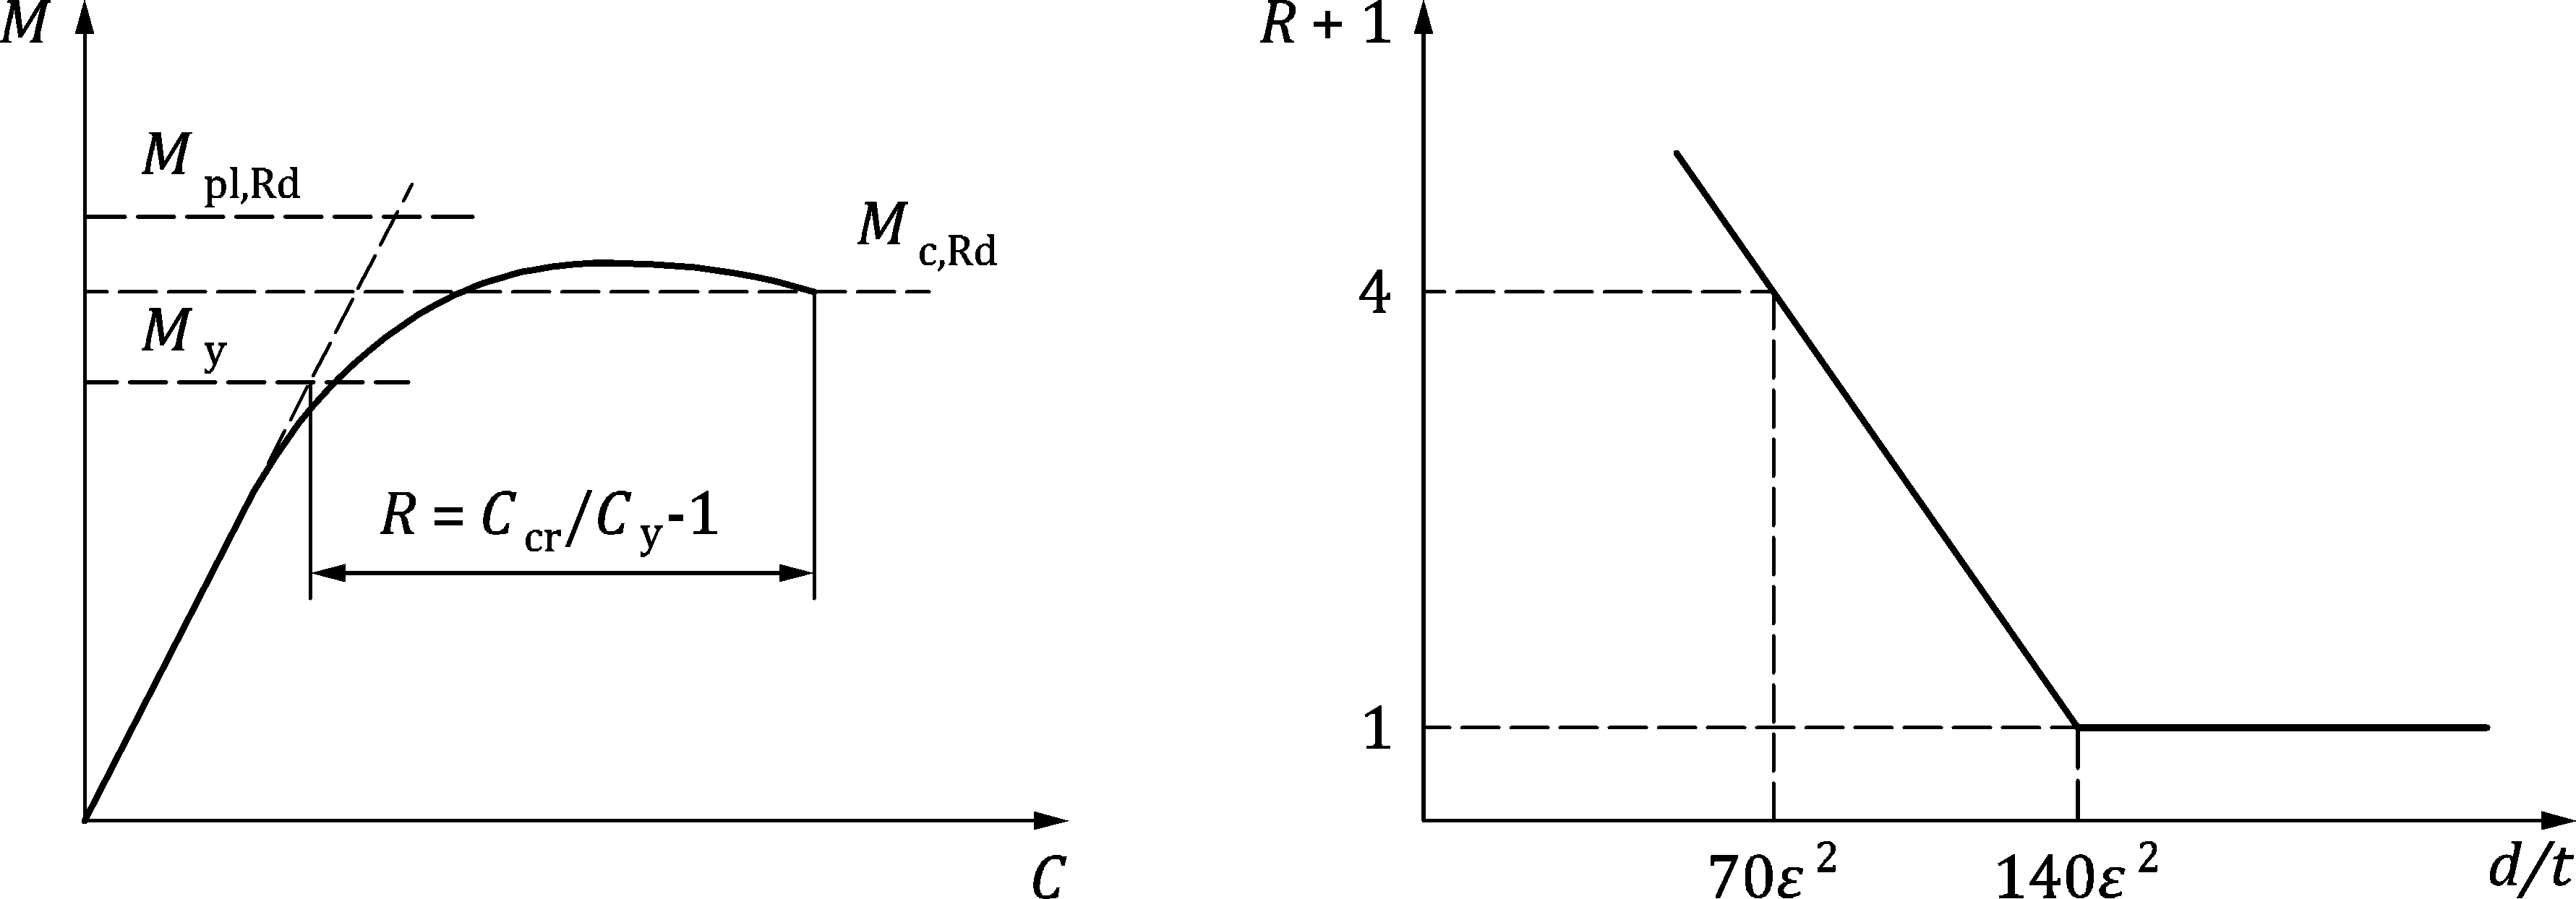 M
M pl,Rd
M c,Rd
M y
R = C cr/C y-1
C
R + 1
4
1
70ε 2
140ε 2
d/t